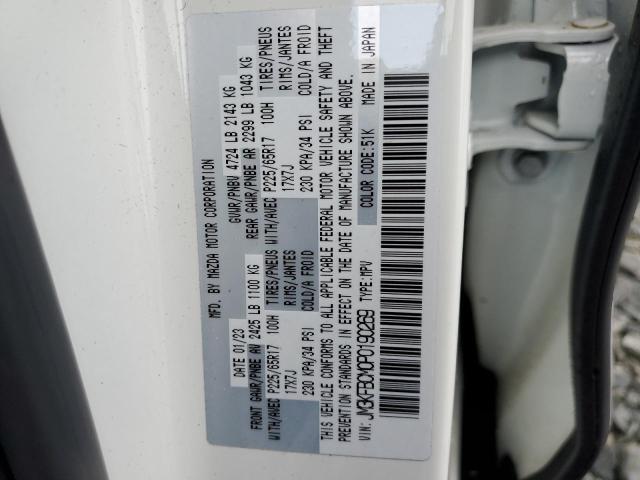 MFD. BY MAZDA MOTOR CORPORATION
DATE 01/23 GVWR/PNBV 4724 LB 2143 KG
FRONT GAWR/PNBE AV 2425 LB 1100 KG REAR GAWR/PNBE AR 2299 LB 1043 KG
WITH/AVEC P225/65R17 100H TIRES/PNEUS WITH/AVEC P225/65R17 100H TIRES/PNEUS
17X7J RIMS/JANTES 17X7J RIMS/JANTES
230 KPA/34 PSI COLD/A FROID 230 KPA/34 PSI COLD/A FROID
THIS VEHICLE CONFORMS TO ALL APPLICABLE FEDERAL MOTOR VEHICLE SAFETY AND THEFT
PREVENTION STANDARDS IN EFFECT ON THE DATE OF MANUFACTURE SHOWN ABOVE.
VIN: JM3KFBCM0P0190269 TYPE:MPV COLOR CODE:51K MADE IN JAPAN